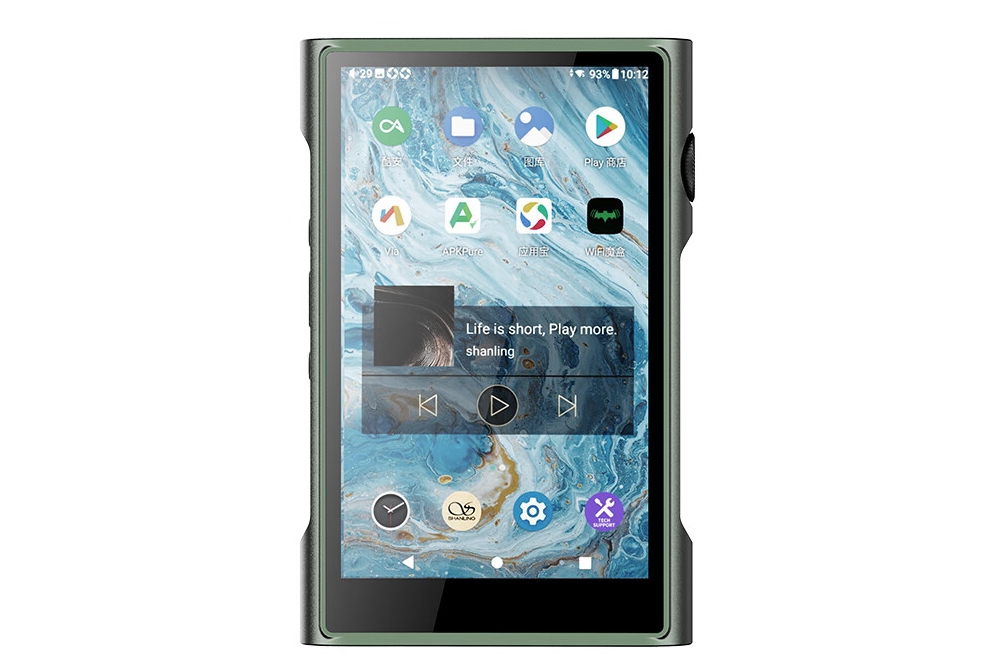 29 93% 10:12
酷安 文件 图库 Play 商店
Via APKPure 应用宝 WiFi魔盒
Life is short, Play more.
shanling
SHANLING
TECH
SUPPORT